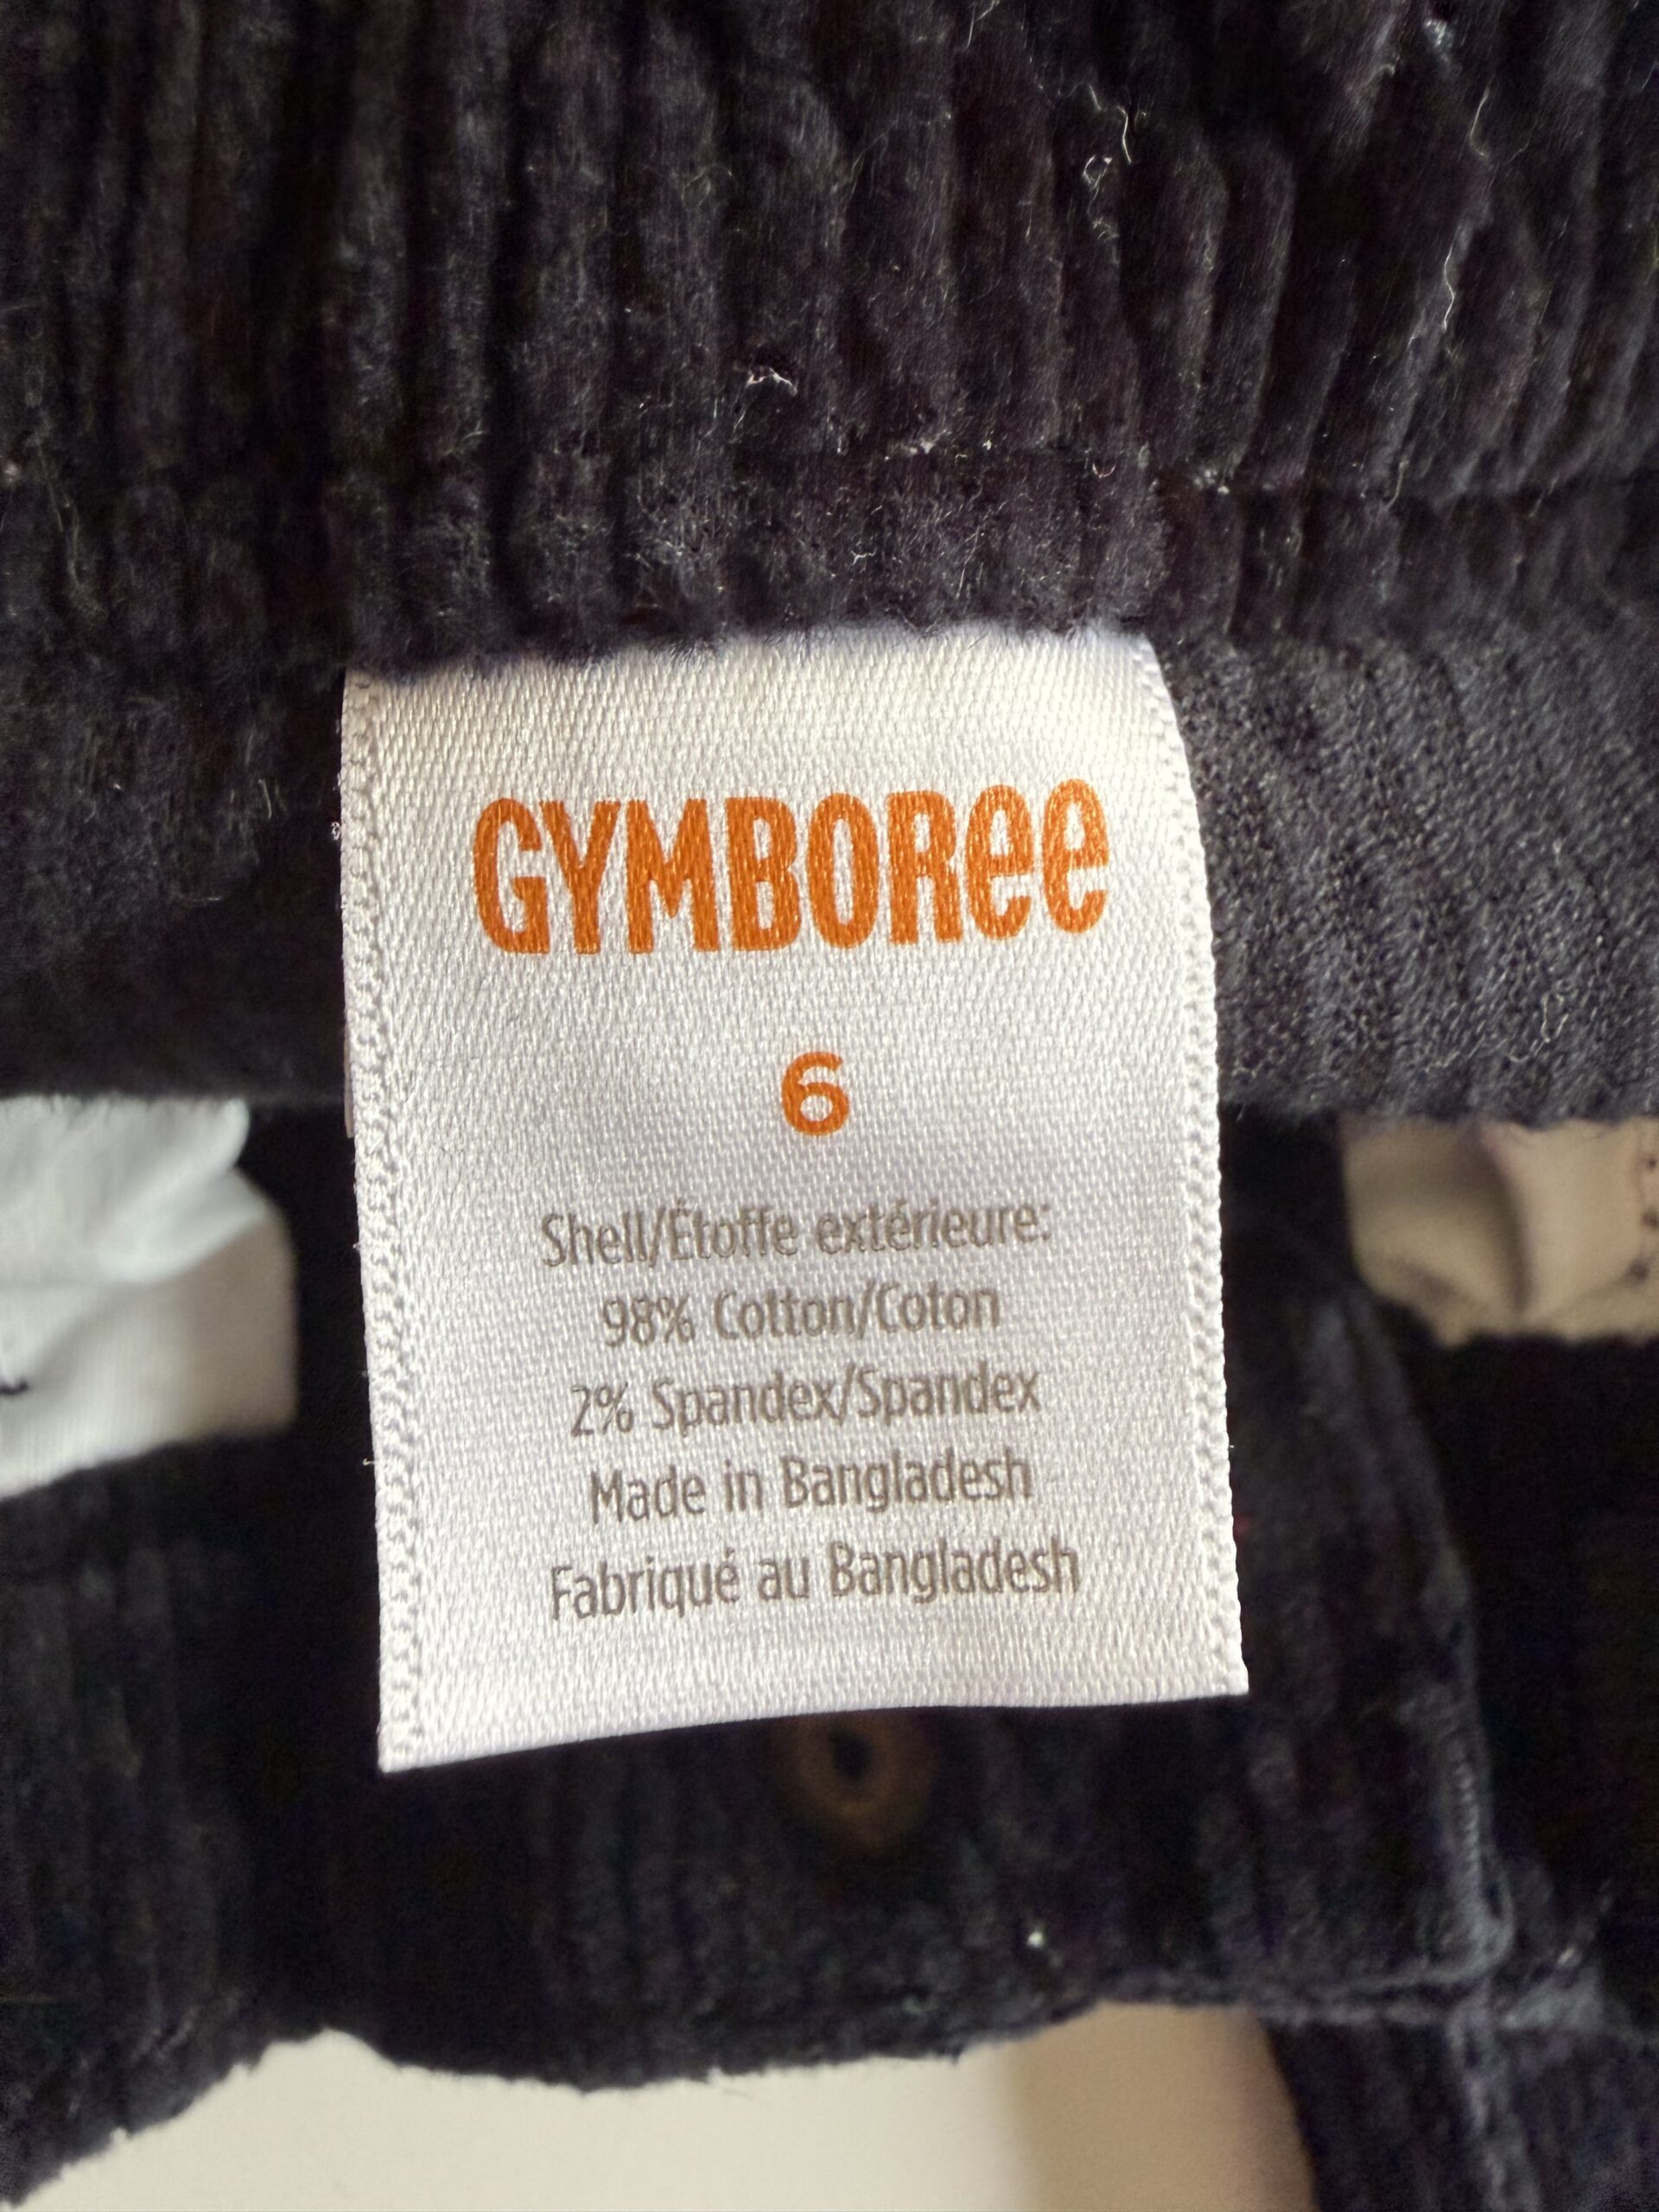 GYMBOREE
6
Shell/Étoffe extérieure:
98% Cotton/Coton
2% Spandex/Spandex
Made in Bangladesh
Fabriqué au Bangladesh